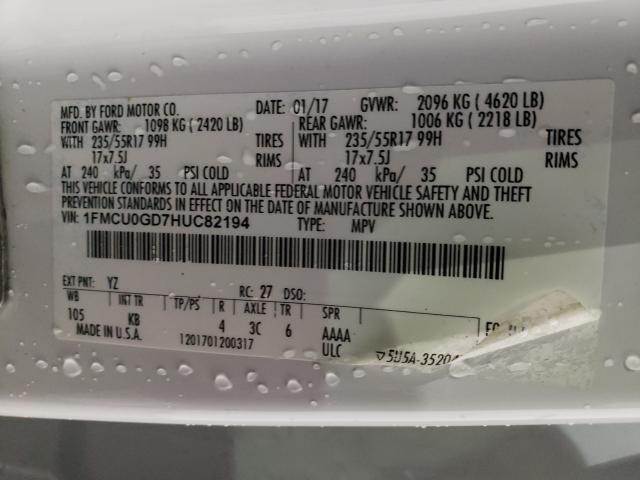 MFD. BY FORD MOTOR CO. DATE: 01/17 GVWR: 2096 KG ( 4620 LB)
FRONT GAWR: 1098 KG ( 2420 LB) REAR GAWR: 1006 KG ( 2218 LB)
WITH 235/55R17 99H TIRES WITH 235/55R17 99H TIRES
17x7.5J RIMS 17x7.5J RIMS
AT 240 kPa/ 35 PSI COLD AT 240 kPa/ 35 PSI COLD
THIS VEHICLE CONFORMS TO ALL APPLICABLE FEDERAL MOTOR VEHICLE SAFETY AND THEFT
PREVENTION STANDARDS IN EFFECT ON THE DATE OF MANUFACTURE SHOWN ABOVE.
VIN: 1FMCU0GD7HUC82194 TYPE: MPV
EXT PNT: YZ RC: 27 DSO:
WB INT TR TP/PS R AXLE TR SPR
105 KB 4 3C 6 AAAA
MADE IN U.S.A. 1201701200317 ULC
5U5A-3520